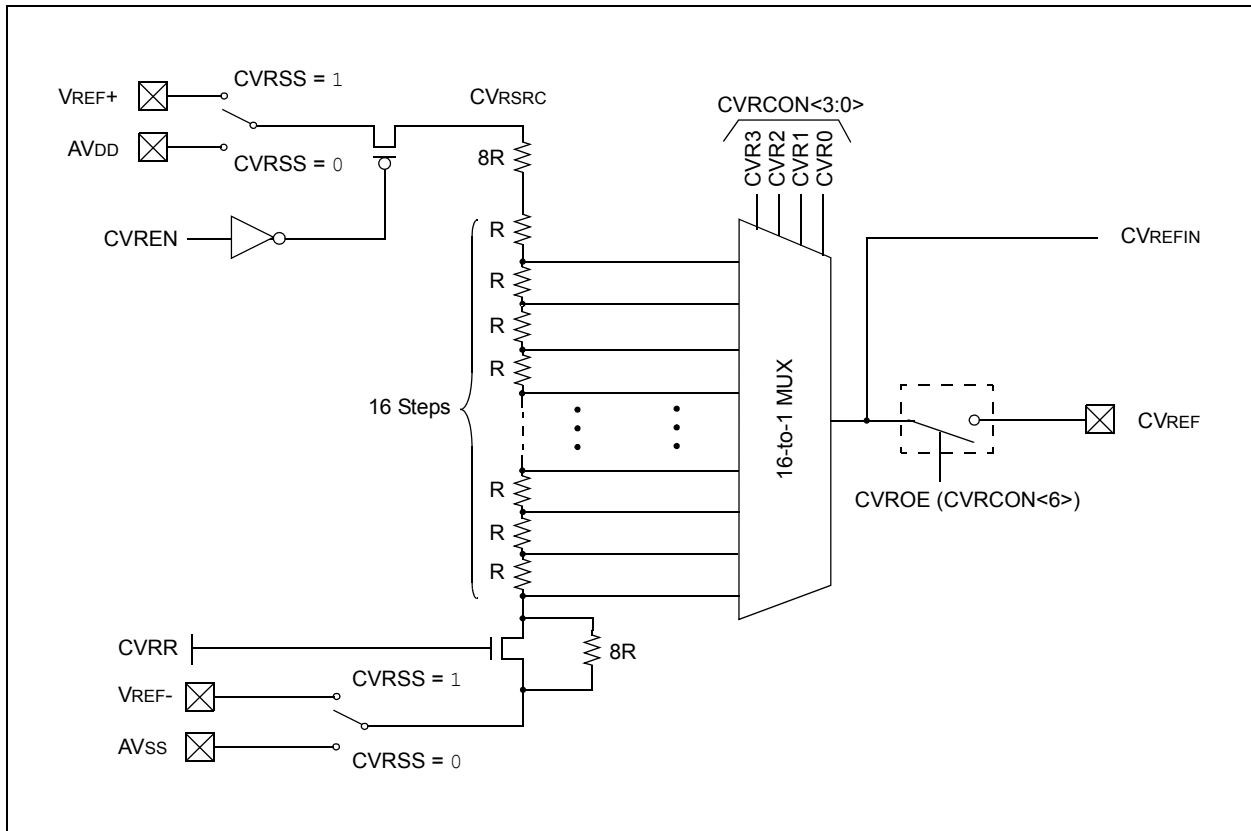 CVRSS = 1
VREF+
CVRSRC
CVRCON<3:0>
AVDD
CVRSS = 0
8R
CVR3
CVR2
CVR1
CVR0
CVREN
R
CVREFIN
R
R
R
16 Steps
16-to-1 MUX
CVREF
R
CVROE (CVRCON<6>)
R
R
CVRR
8R
CVRSS = 1
VREF-
AVSS
CVRSS = 0